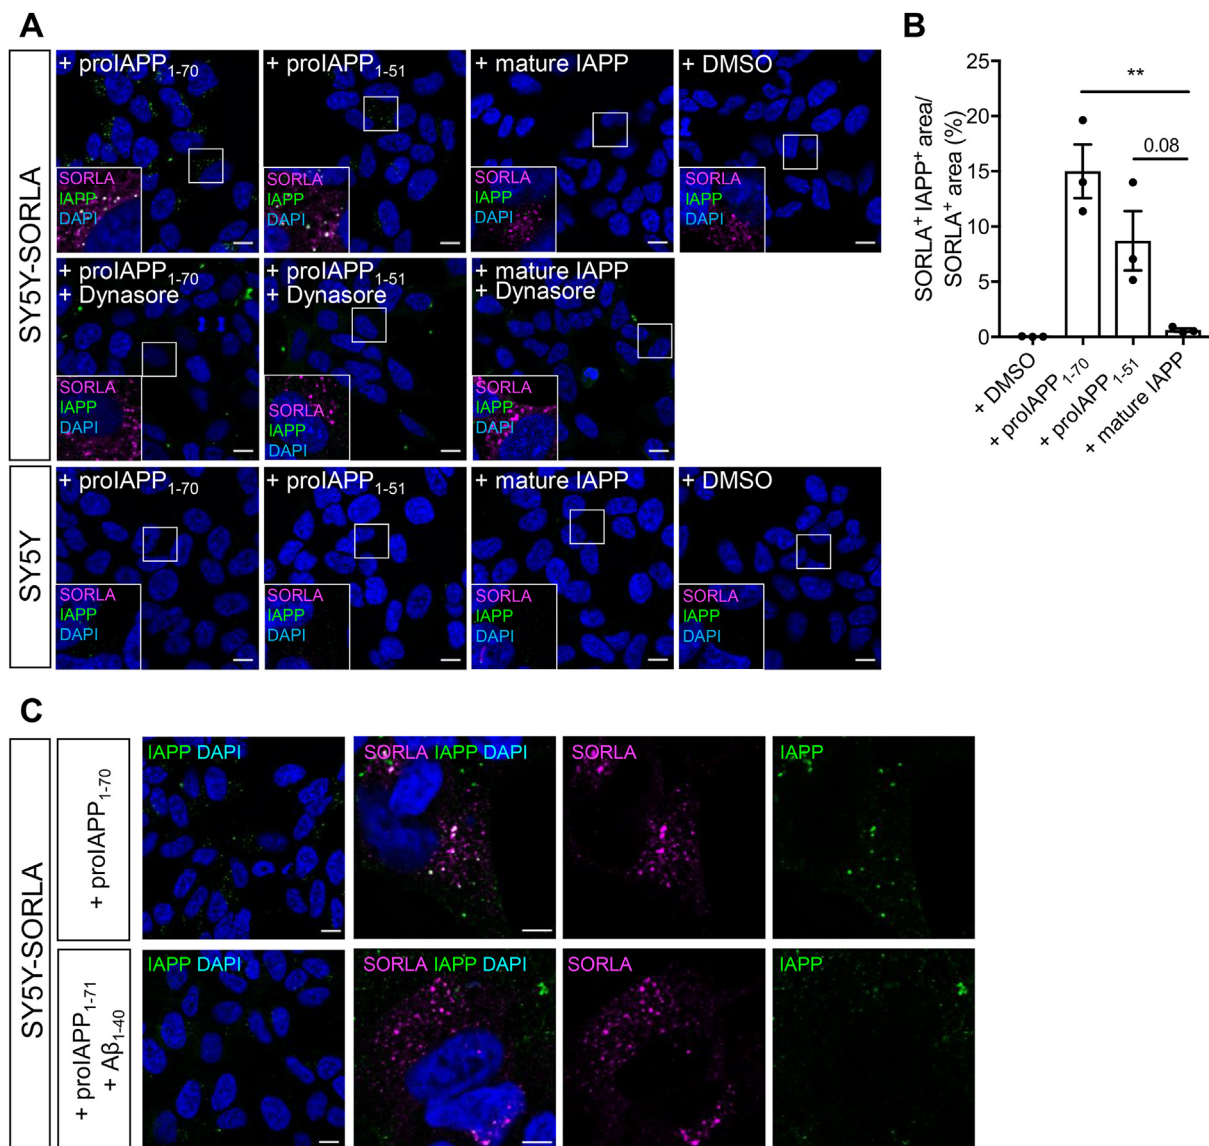 A
SY5Y-SORLA
+ proIAPP1-70
+ proIAPP1-51
+ mature IAPP
+ DMSO
SORLA
IAPP
DAPI
SORLA
IAPP
DAPI
SORLA
IAPP
DAPI
SORLA
IAPP
DAPI
+ proIAPP1-70
+ Dynasore
+ proIAPP1-51
+ Dynasore
+ mature IAPP
+ Dynasore
SORLA
IAPP
DAPI
SORLA
IAPP
DAPI
SORLA
IAPP
DAPI
SY5Y
+ proIAPP1-70
+ proIAPP1-51
+ mature IAPP
+ DMSO
SORLA
IAPP
DAPI
SORLA
IAPP
DAPI
SORLA
IAPP
DAPI
SORLA
IAPP
DAPI
B
SORLA+ IAPP+ area/
SORLA+ area (%)
25
20
15
10
5
0
**
0.08
+ DMSO
+ proIAPP1-70
+ proIAPP1-51
+ mature IAPP
C
SY5Y-SORLA
+ proIAPP1-70
IAPP DAPI
SORLA IAPP DAPI
SORLA
IAPP
+ proIAPP1-71
+ Aβ1-40
IAPP DAPI
SORLA IAPP DAPI
SORLA
IAPP